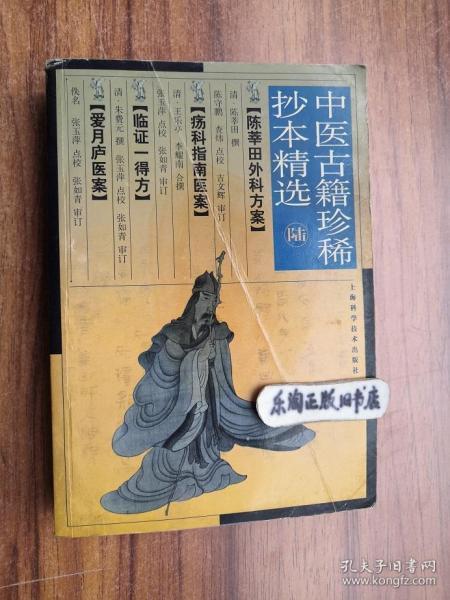 中医古籍珍稀
抄本精选
陆
【陈莘田外科方案】
清·陈莘田 撰
陈守鹏 查炜 点校 古文辉 审订
【疡科指南医案】
清·王乐亭 李耀南 合撰
张玉萍 点校 张如青 审订
【临证一得方】
清·朱费元 撰 张玉萍 点校 张如青 审订
【爱月庐医案】
佚名 张玉萍 点校 张如青 审订
上海科学技术出版社
乐淘正版旧书店
孔夫子旧书网
www.kongfz.com